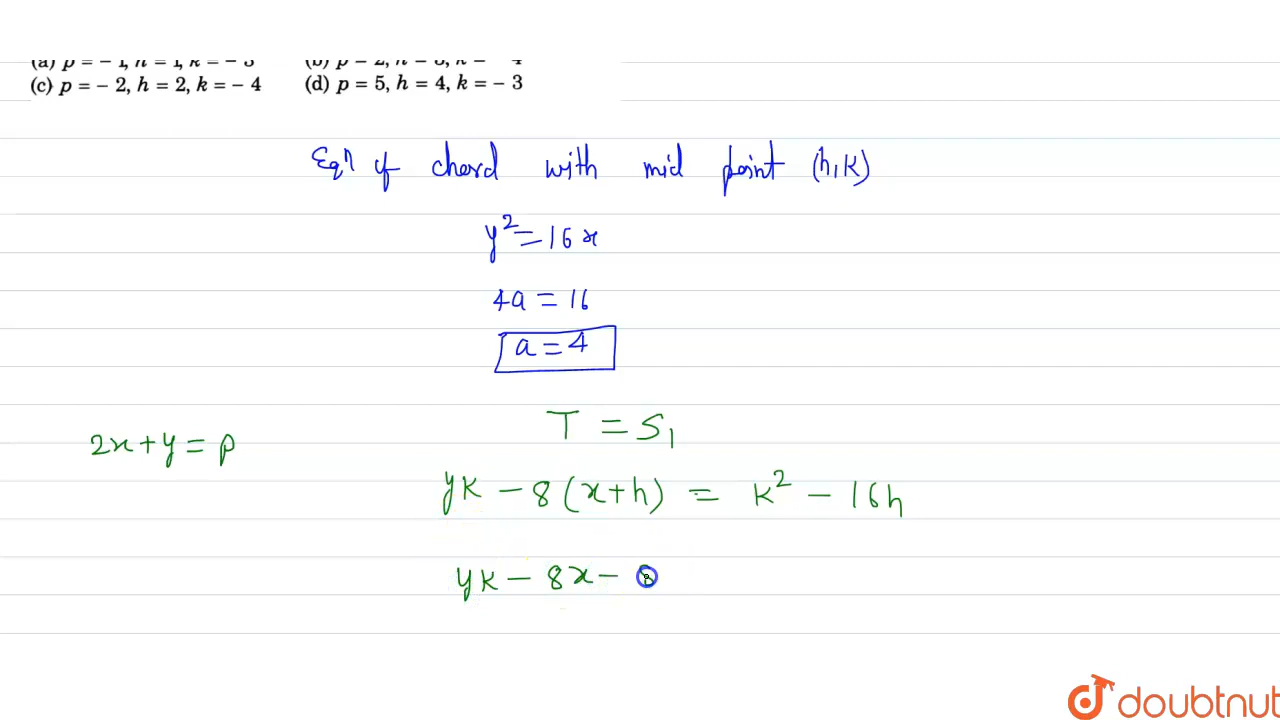 (c) p = − 2, h = 2, k = − 4 (d) p = 5, h = 4, k = − 3
Eqn of chord with mid point (h,k)
y² = 16x
4a = 16
a = 4
T = S₁
2x + y = p
yk − 8(x+h) = k² − 16h
yk − 8x −
doubtnut